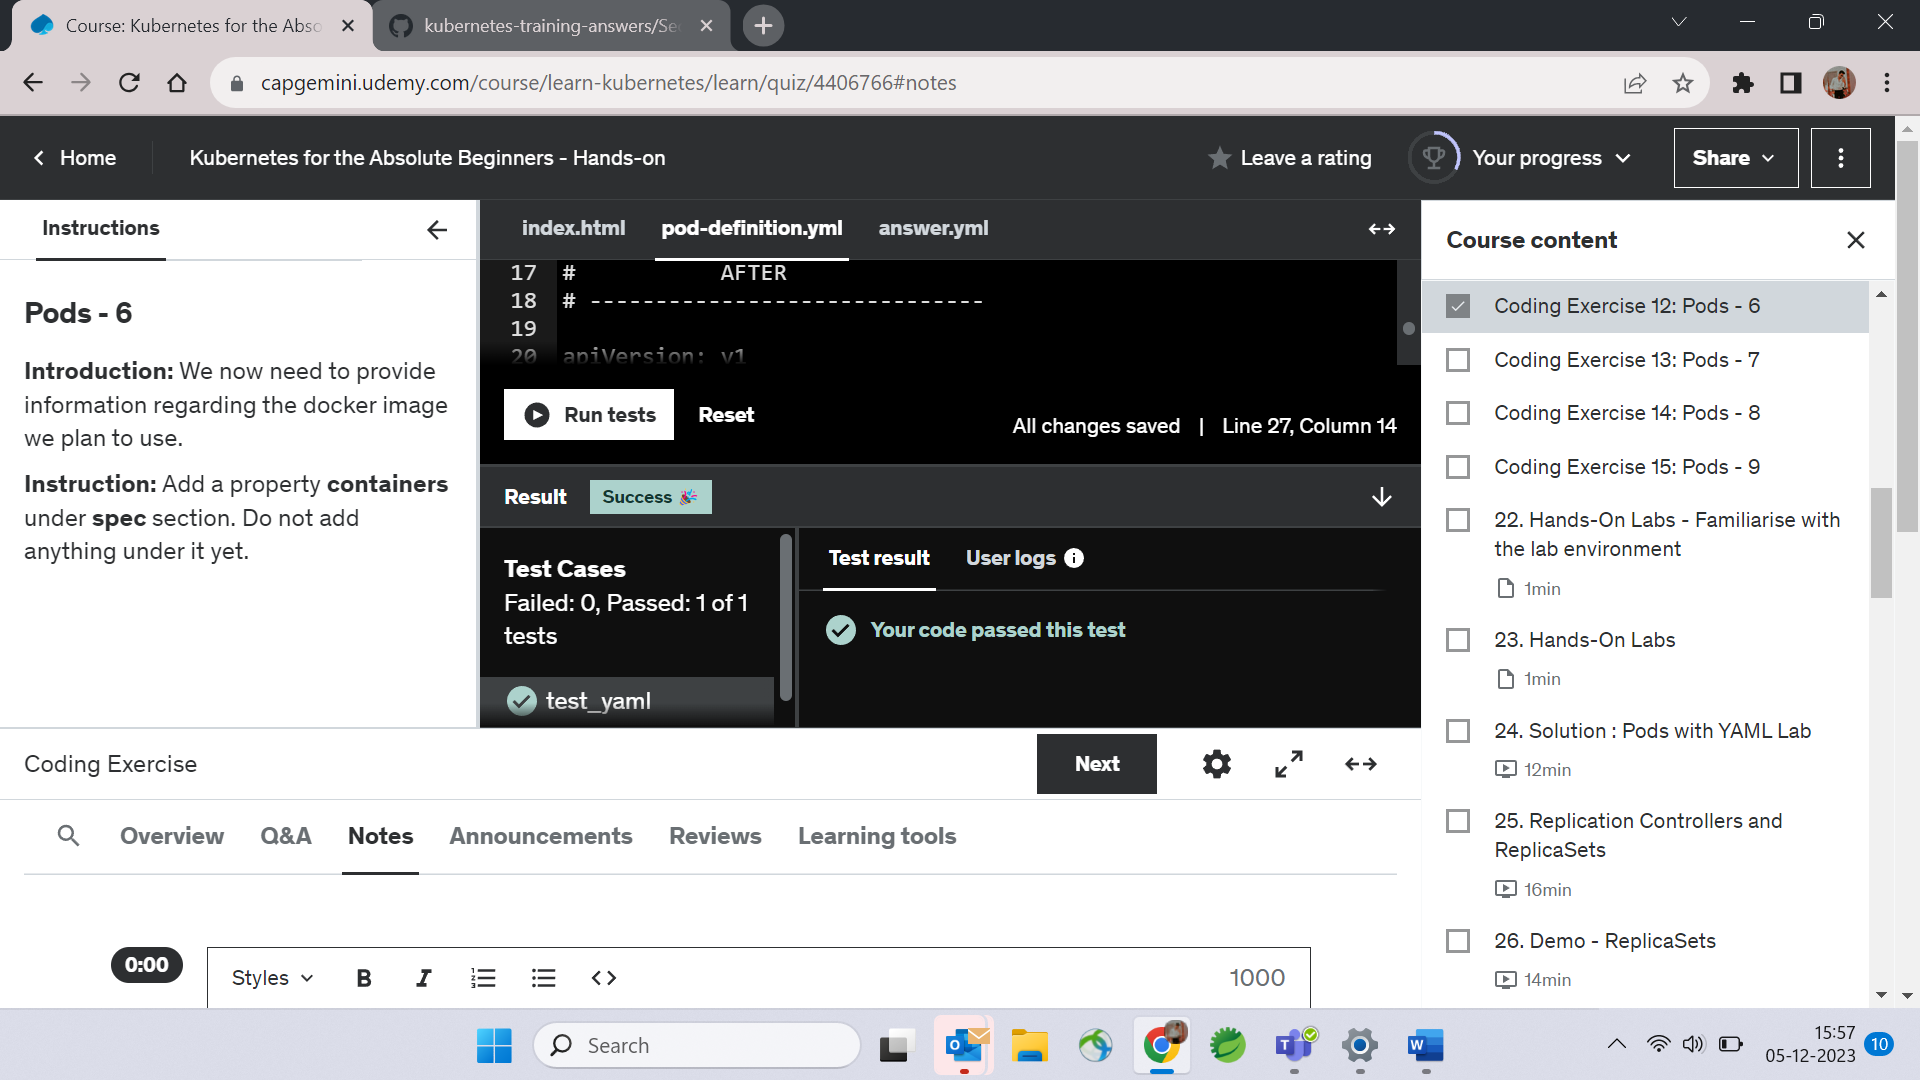 Course: Kubernetes for the Abso
kubernetes-training-answers/Sec
capgemini.udemy.com/course/learn-kubernetes/learn/quiz/4406766#notes
Home
Kubernetes for the Absolute Beginners - Hands-on
Leave a rating
Your progress
Share
Instructions
index.html
pod-definition.yml
answer.yml
Course content
Pods - 6
Introduction: We now need to provide
information regarding the docker image
we plan to use.
Instruction: Add a property containers
under spec section. Do not add
anything under it yet.
17 # AFTER
18 # ------------------------------
19
20 apiVersion: v1
Run tests
Reset
All changes saved | Line 27, Column 14
Result
Success
Test Cases
Failed: 0, Passed: 1 of 1
tests
test_yaml
Test result
User logs
Your code passed this test
Coding Exercise 12: Pods - 6
Coding Exercise 13: Pods - 7
Coding Exercise 14: Pods - 8
Coding Exercise 15: Pods - 9
22. Hands-On Labs - Familiarise with
the lab environment
1min
23. Hands-On Labs
1min
24. Solution : Pods with YAML Lab
12min
25. Replication Controllers and
ReplicaSets
16min
26. Demo - ReplicaSets
14min
Coding Exercise
Next
Overview
Q&A
Notes
Announcements
Reviews
Learning tools
0:00
Styles
B
I
1000
Search
15:57
05-12-2023
10